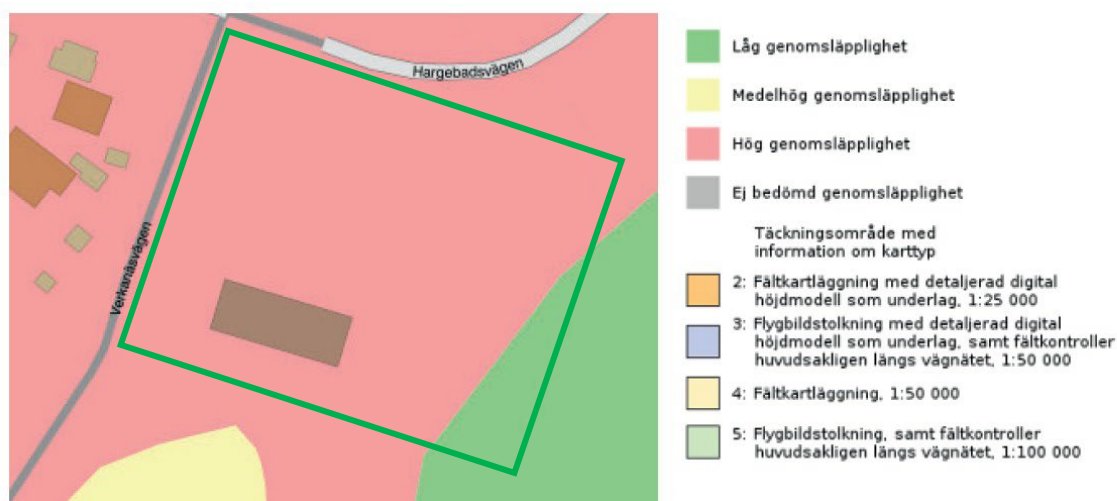 Hargebadsvägen
Verkanäsvägen
Låg genomsläpplighet
Medelhög genomsläpplighet
Hög genomsläpplighet
Ej bedömd genomsläpplighet
Täckningsområde med
information om karttyp
2: Fältkartläggning med detaljerad digital
höjdmodell som underlag, 1:25 000
3: Flygbildstolkning med detaljerad digital
höjdmodell som underlag, samt fältkontroller
huvudsakligen längs vägnätet, 1:50 000
4: Fältkartläggning, 1:50 000
5: Flygbildstolkning, samt fältkontroller
huvudsakligen längs vägnätet, 1:100 000